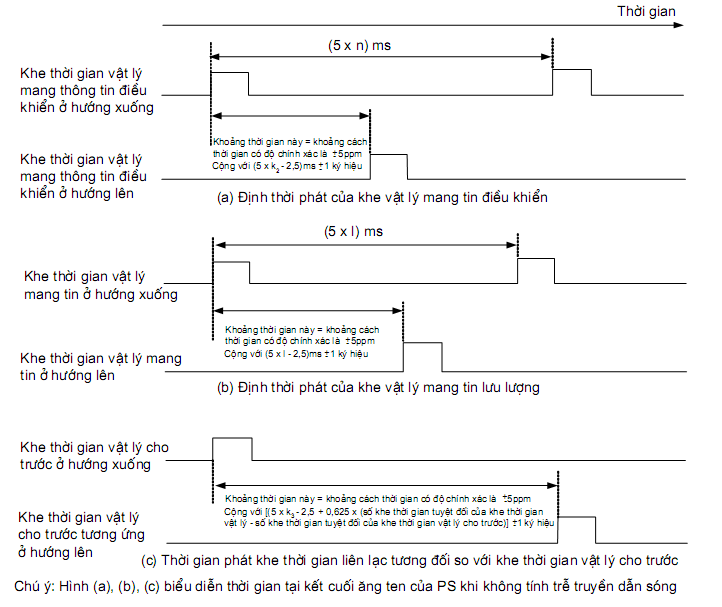 Thời gian
(5 x n) ms
Khe thời gian vật lý
mang thông tin điều
khiển ở hướng xuống
Khoảng thời gian này = khoảng cách
thời gian có độ chính xác là ±5ppm
Cộng với (5 x k₂ - 2,5)ms ±1 ký hiệu
Khe thời gian vật lý
mang thông tin điều
khiển ở hướng lên
(a) Định thời phát của khe vật lý mang tin điều khiển
(5 x l) ms
Khe thời gian vật lý
mang tin ở hướng xuống
Khoảng thời gian này = khoảng cách
thời gian có độ chính xác là ±5ppm
Cộng với (5 x l - 2,5)ms ±1 ký hiệu
Khe thời gian vật lý mang
tin ở hướng lên
(b) Định thời phát của khe vật lý mang tin lưu lượng
Khe thời gian vật lý cho
trước ở hướng xuống
Khoảng thời gian này = khoảng cách thời gian có độ chính xác là ±5ppm
Cộng với [(5 x k₃ - 2,5 + 0,625 x (số khe thời gian tuyệt đối của khe thời gian
vật lý - số khe thời gian tuyệt đối của khe thời gian vật lý cho trước)] ±1 ký hiệu
Khe thời gian vật lý
cho trước tương ứng
ở hướng lên
(c) Thời gian phát khe thời gian liên lạc tương đối so với khe thời gian vật lý cho trước
Chú ý: Hình (a), (b), (c) biểu diễn thời gian tại kết cuối ăng ten của PS khi không tính trễ truyền dẫn sóng